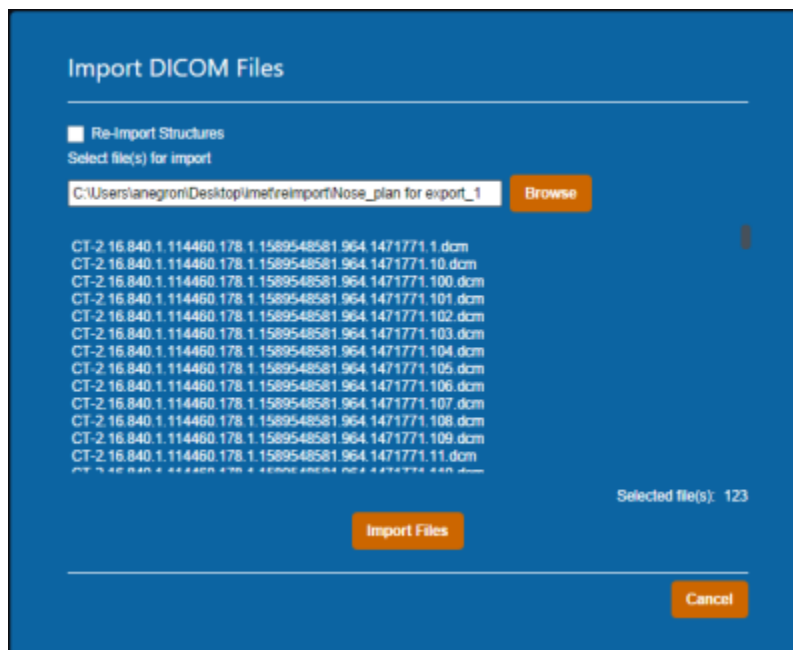 Import DICOM Files
Re-Import Structures
Select file(s) for import
C:\Users\anegron\Desktop\imet\reimport\Nose_plan for export_1
Browse
CT-2.16.840.1.114460.178.1.1589548581.964.1471771.1.dcm
CT-2.16.840.1.114460.178.1.1589548581.964.1471771.10.dcm
CT-2.16.840.1.114460.178.1.1589548581.964.1471771.100.dcm
CT-2.16.840.1.114460.178.1.1589548581.964.1471771.101.dcm
CT-2.16.840.1.114460.178.1.1589548581.964.1471771.102.dcm
CT-2.16.840.1.114460.178.1.1589548581.964.1471771.103.dcm
CT-2.16.840.1.114460.178.1.1589548581.964.1471771.104.dcm
CT-2.16.840.1.114460.178.1.1589548581.964.1471771.105.dcm
CT-2.16.840.1.114460.178.1.1589548581.964.1471771.106.dcm
CT-2.16.840.1.114460.178.1.1589548581.964.1471771.107.dcm
CT-2.16.840.1.114460.178.1.1589548581.964.1471771.108.dcm
CT-2.16.840.1.114460.178.1.1589548581.964.1471771.109.dcm
CT-2.16.840.1.114460.178.1.1589548581.964.1471771.11.dcm
Selected file(s): 123
Import Files
Cancel